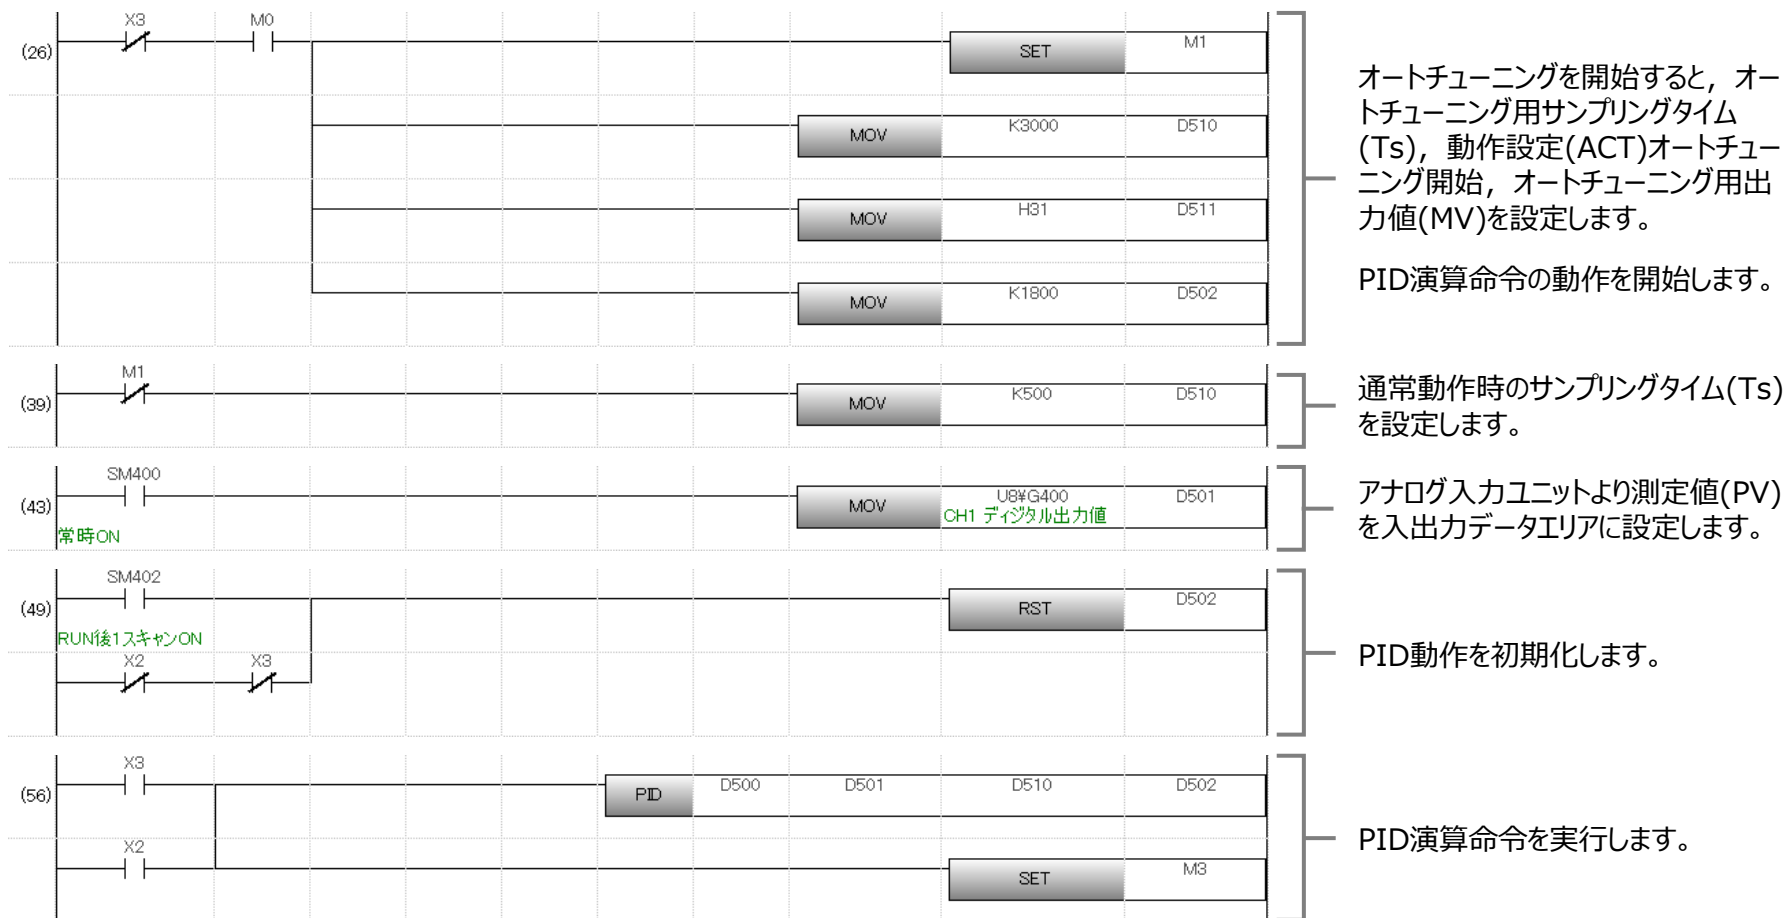 X3 M0
(26) SET M1
MOV K3000 D510
MOV H31 D511
MOV K1800 D502
オートチューニングを開始すると，オー
トチューニング用サンプリングタイム
(Ts)，動作設定(ACT)オートチュー
ニング開始，オートチューニング用出
力値(MV)を設定します。
PID演算命令の動作を開始します。
M1
(39) MOV K500 D510
通常動作時のサンプリングタイム(Ts)
を設定します。
SM400
(43) MOV U8¥G400 D501
CH1 ディジタル出力値
常時ON
アナログ入力ユニットより測定値(PV)
を入出力データエリアに設定します。
SM402
(49) RST D502
RUN後1スキャンON
X2 X3
PID動作を初期化します。
X3
(56) PID D500 D501 D510 D502
X2
SET M3
PID演算命令を実行します。